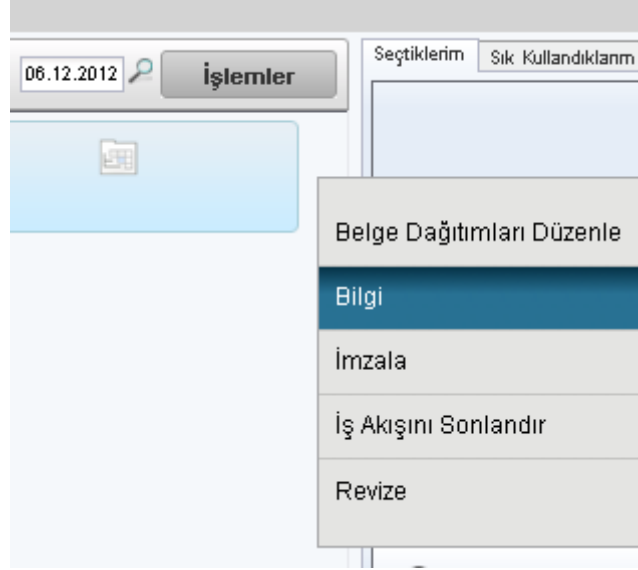 06.12.2012 İşlemler
Seçtiklerim Sık Kullandıklarım
Belge Dağıtımları Düzenle
Bilgi
İmzala
İş Akışını Sonlandır
Revize